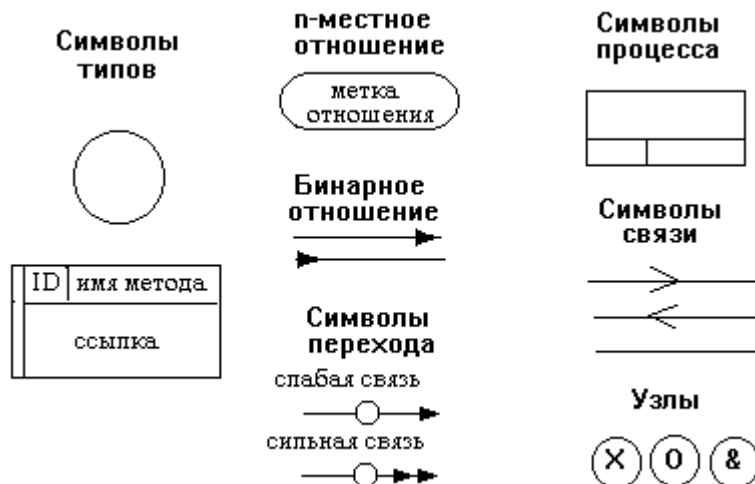 Символы
типов
ID имя метода
ссылка
n-местное
отношение
метка
отношения
Бинарное
отношение
Символы
перехода
слабая связь
сильная связь
Символы
процесса
Символы
связи
Узлы
X O &